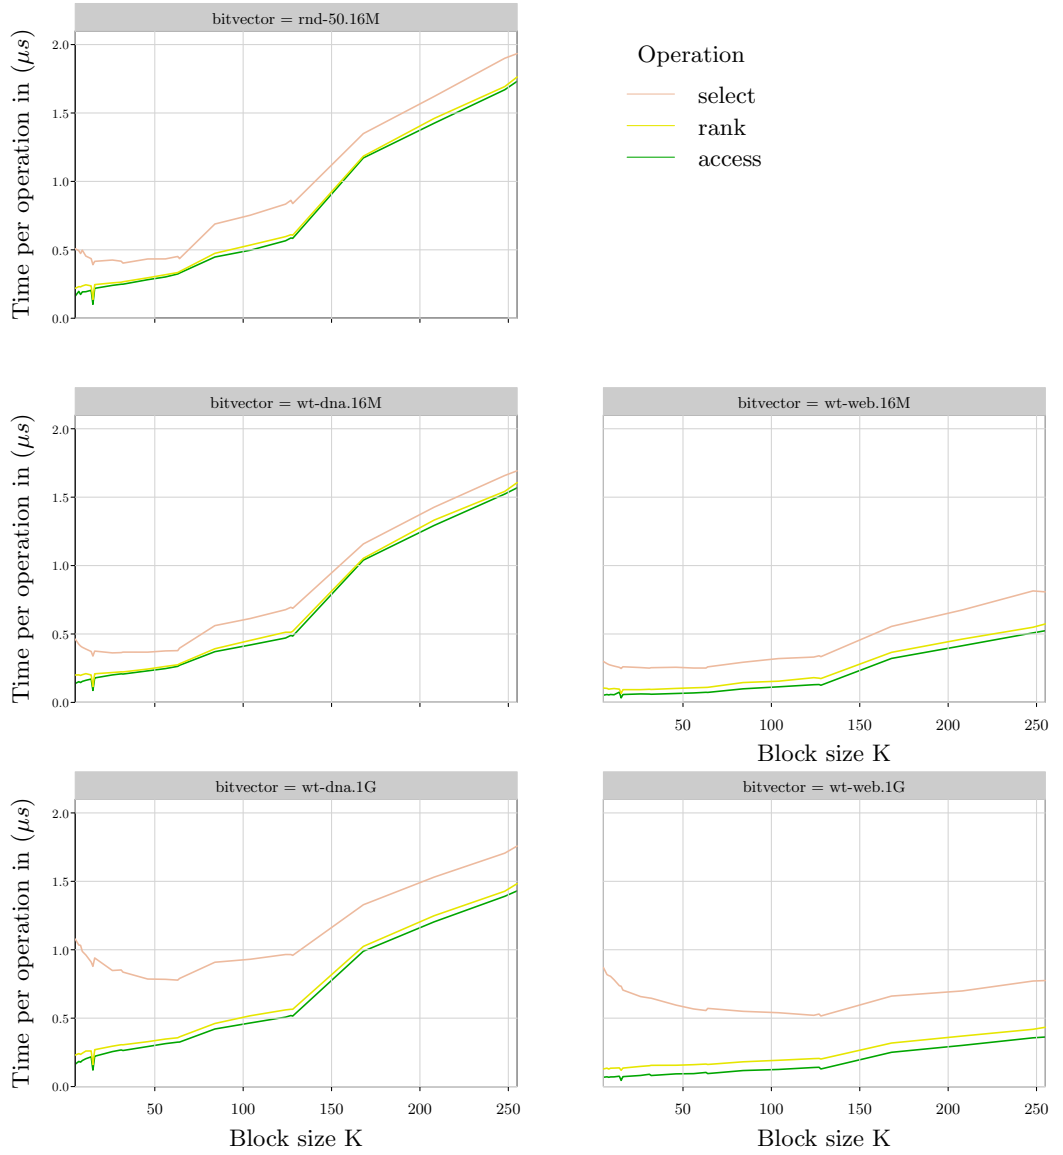 bitvector = rnd-50.16M
Time per operation in (μs)
2.0
1.5
1.0
0.5
0.0
Operation
select
rank
access
bitvector = wt-dna.16M
Time per operation in (μs)
2.0
1.5
1.0
0.5
0.0
bitvector = wt-web.16M
50
100
150
200
250
Block size K
bitvector = wt-dna.1G
Time per operation in (μs)
2.0
1.5
1.0
0.5
0.0
50
100
150
200
250
Block size K
bitvector = wt-web.1G
50
100
150
200
250
Block size K